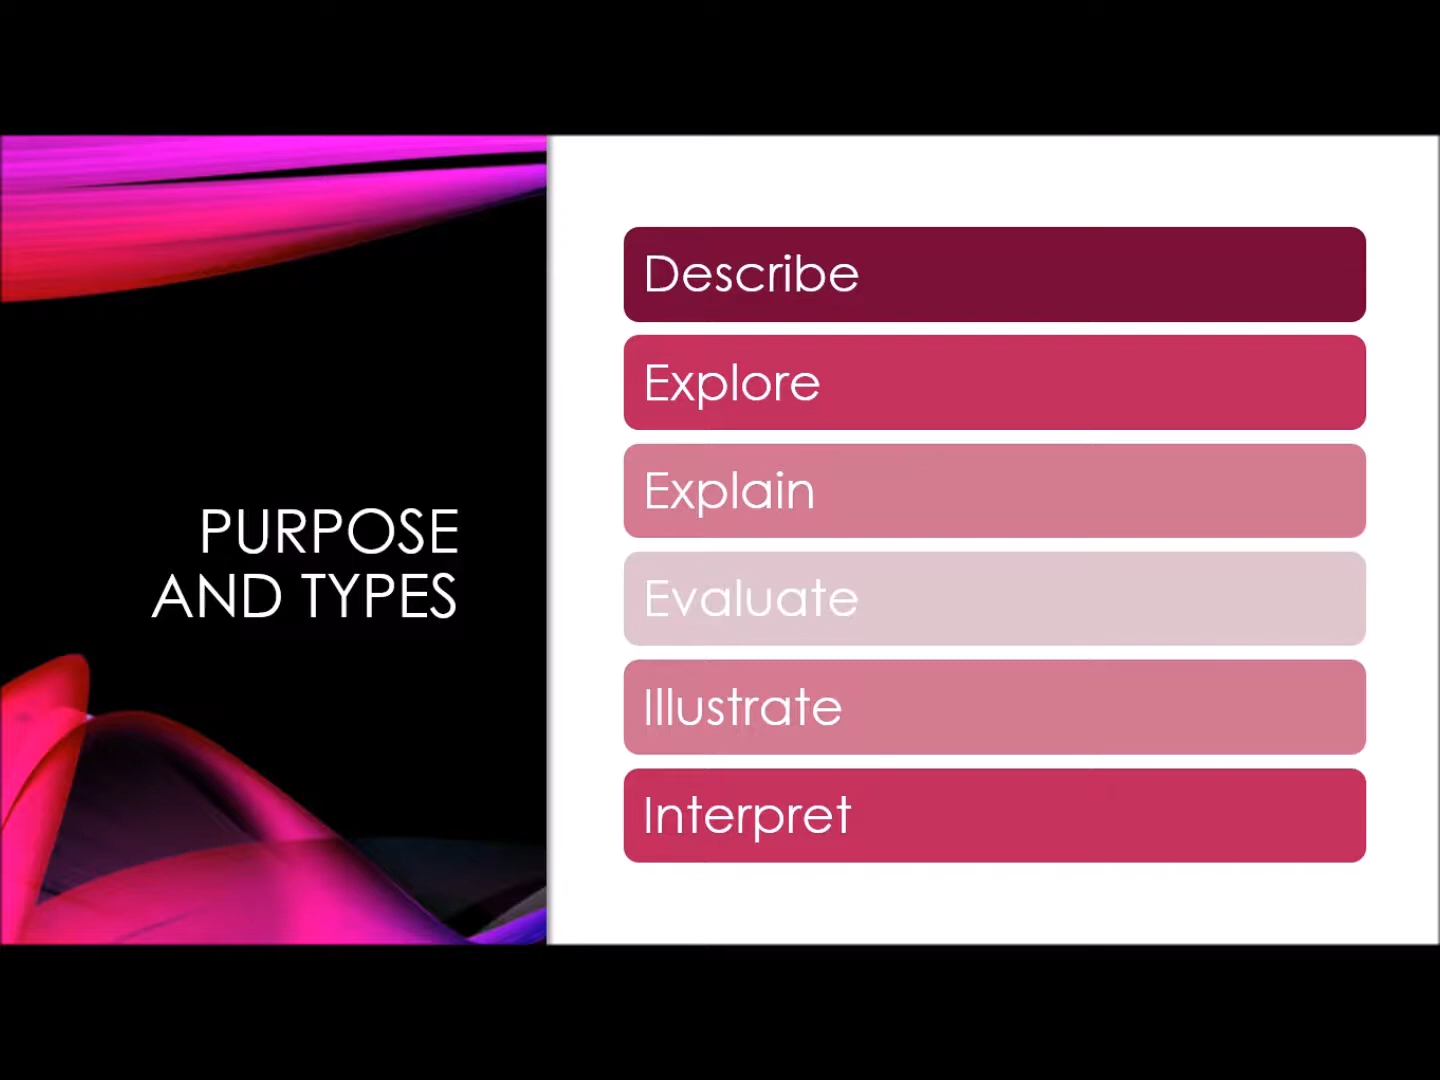 PURPOSE
AND TYPES
Describe
Explore
Explain
Evaluate
Illustrate
Interpret